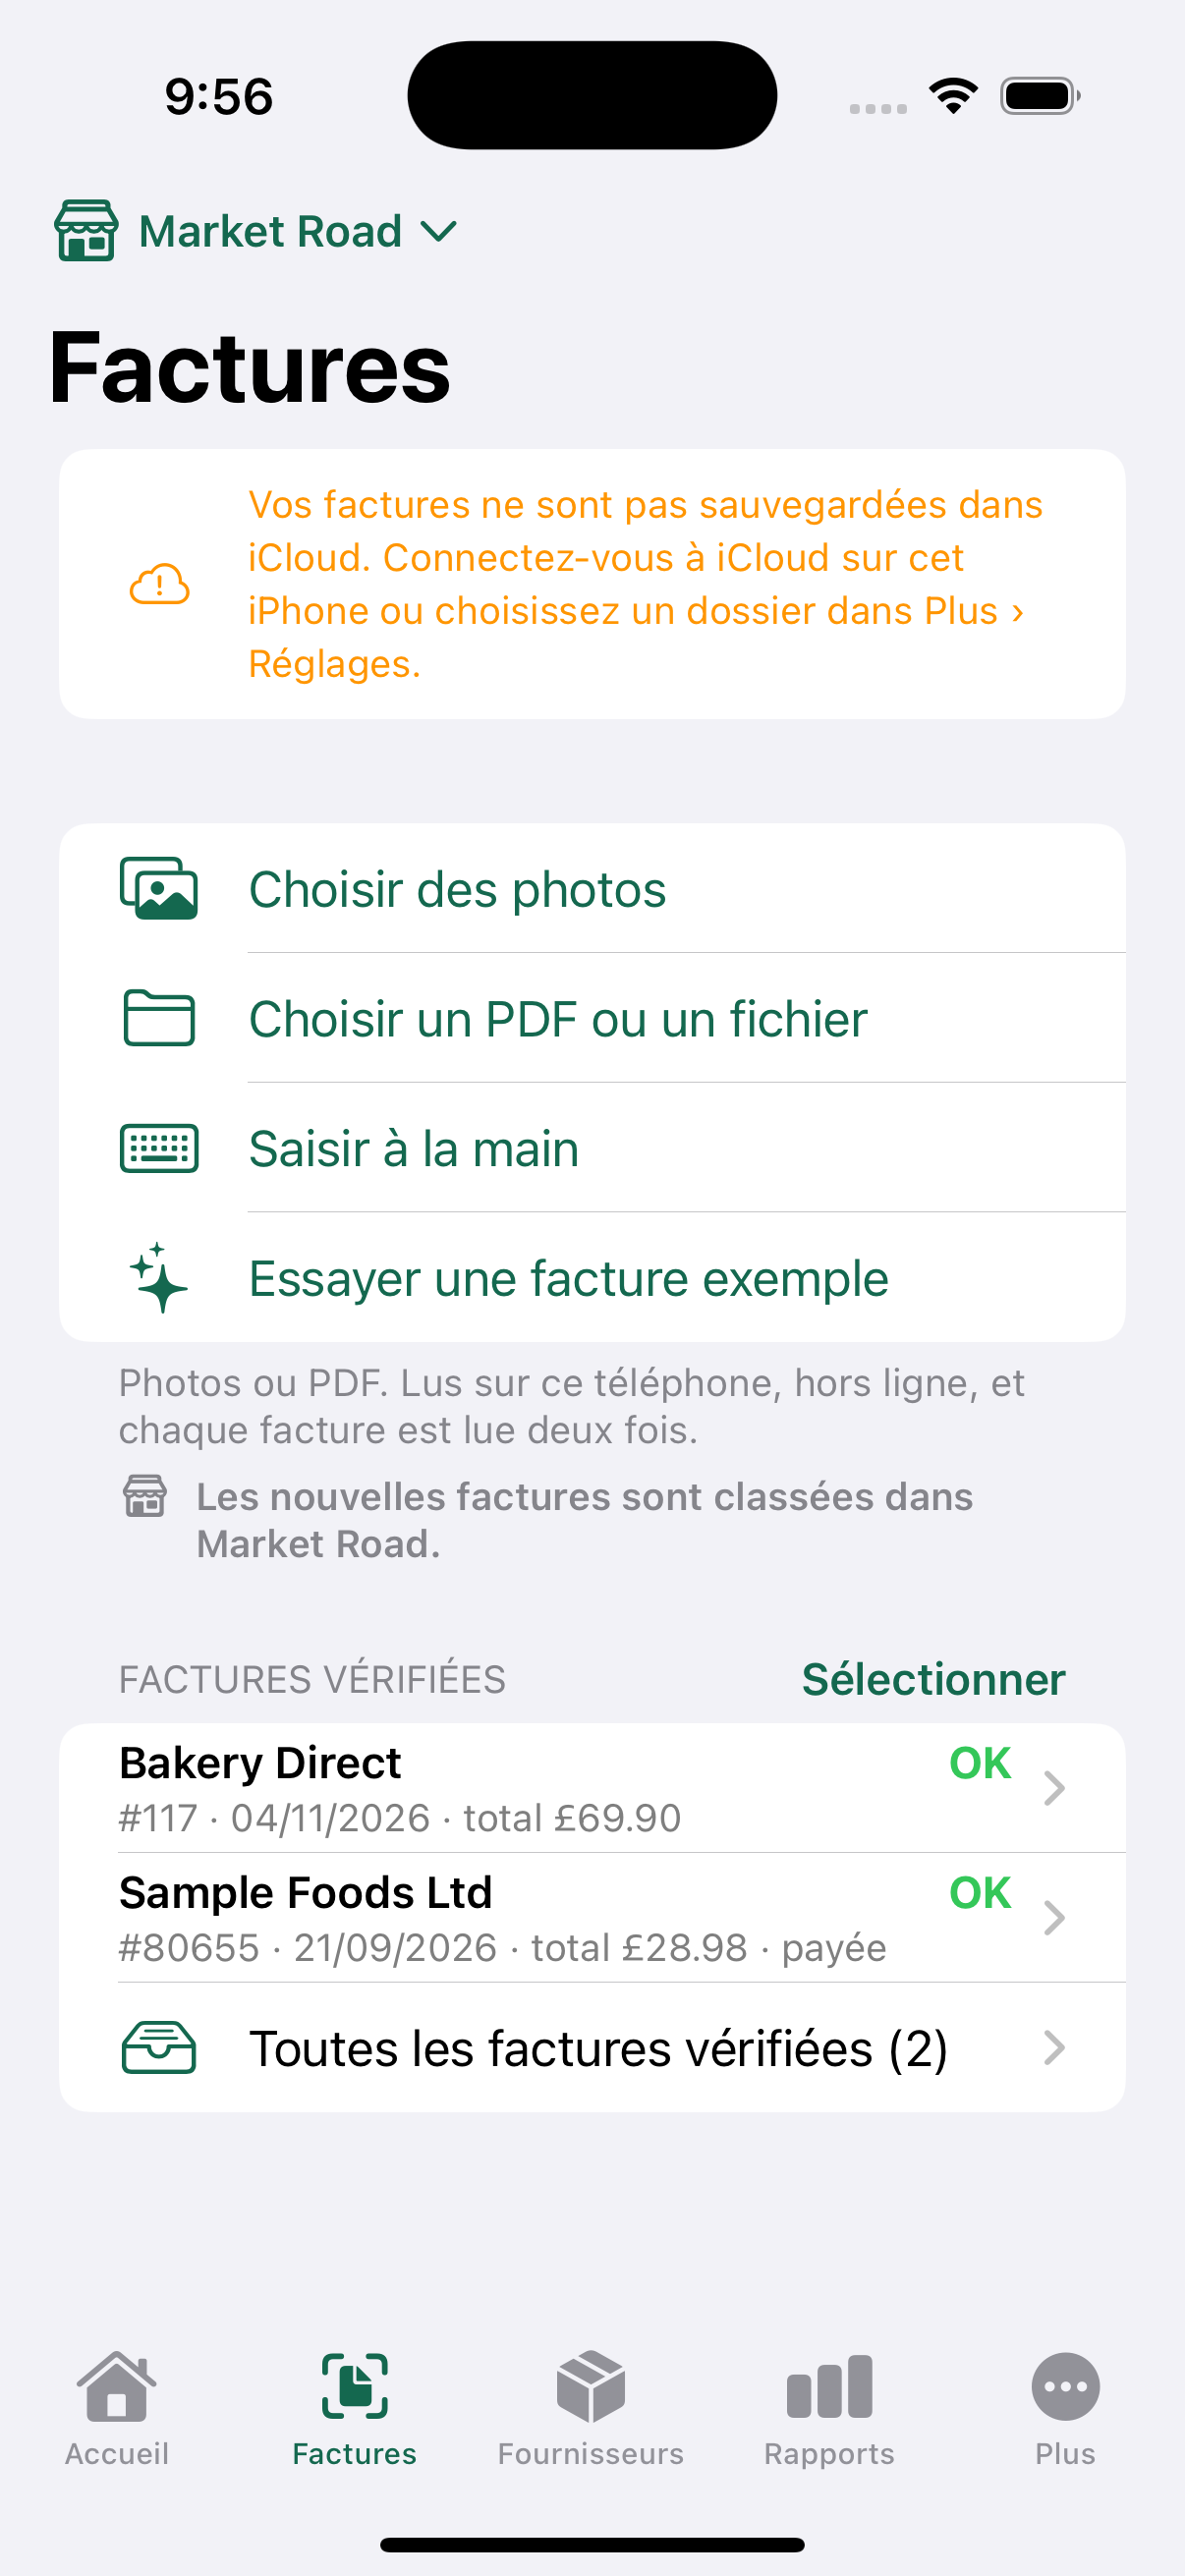 9:56
Market Road
Factures
Vos factures ne sont pas sauvegardées dans
iCloud. Connectez-vous à iCloud sur cet
iPhone ou choisissez un dossier dans Plus ›
Réglages.
Choisir des photos
Choisir un PDF ou un fichier
Saisir à la main
Essayer une facture exemple
Photos ou PDF. Lus sur ce téléphone, hors ligne, et
chaque facture est lue deux fois.
Les nouvelles factures sont classées dans
Market Road.
FACTURES VÉRIFIÉES Sélectionner
Bakery Direct OK
#117 · 04/11/2026 · total £69.90
Sample Foods Ltd OK
#80655 · 21/09/2026 · total £28.98 · payée
Toutes les factures vérifiées (2)
Accueil Factures Fournisseurs Rapports Plus